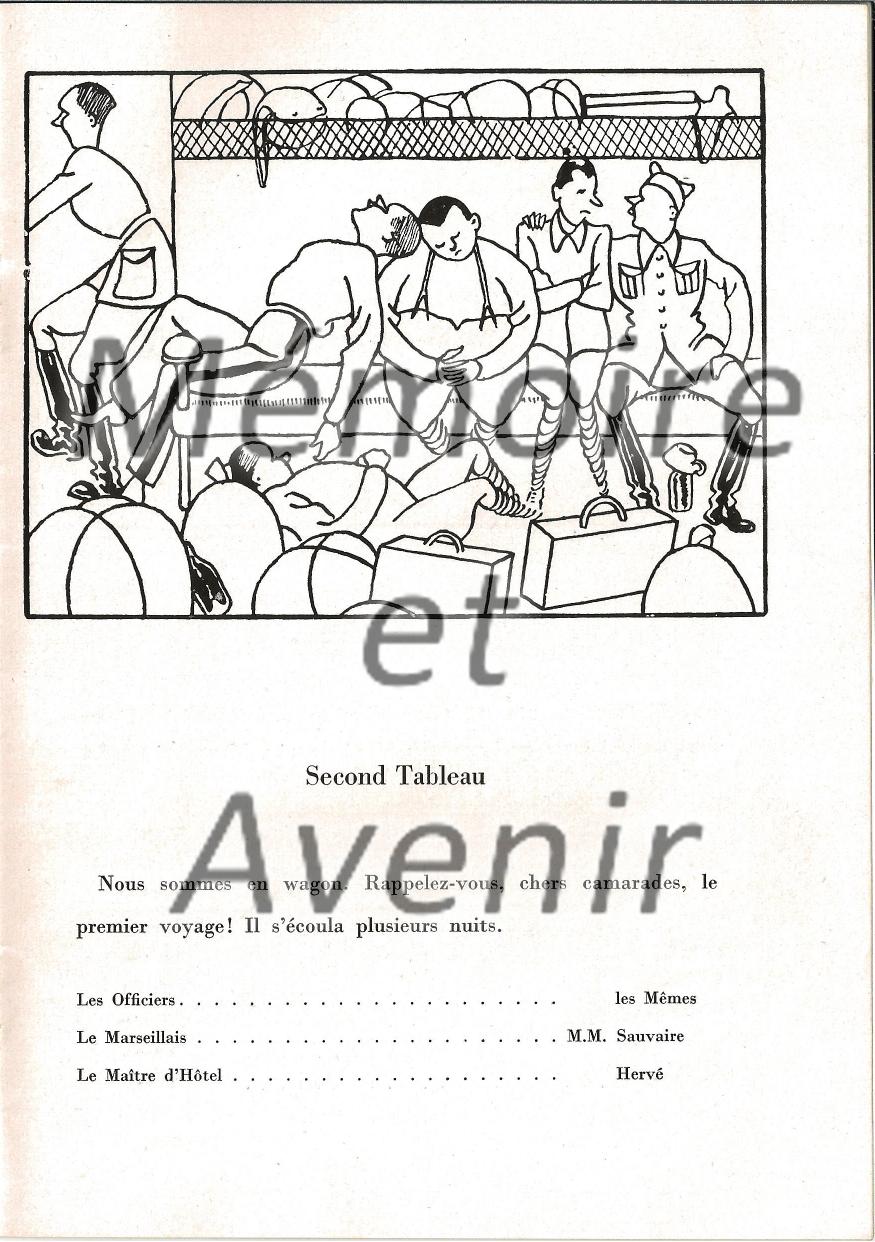 Mémoire
et
Second Tableau
Avenir
Nous sommes en wagon. Rappelez-vous, chers camarades, le
premier voyage! Il s'écoula plusieurs nuits.
Les Officiers. . . . . . . . . . . . . . . . . . . . . . . les Mêmes
Le Marseillais . . . . . . . . . . . . . . . . . . . . . . M.M. Sauvaire
Le Maître d'Hôtel . . . . . . . . . . . . . . . . . . . . Hervé